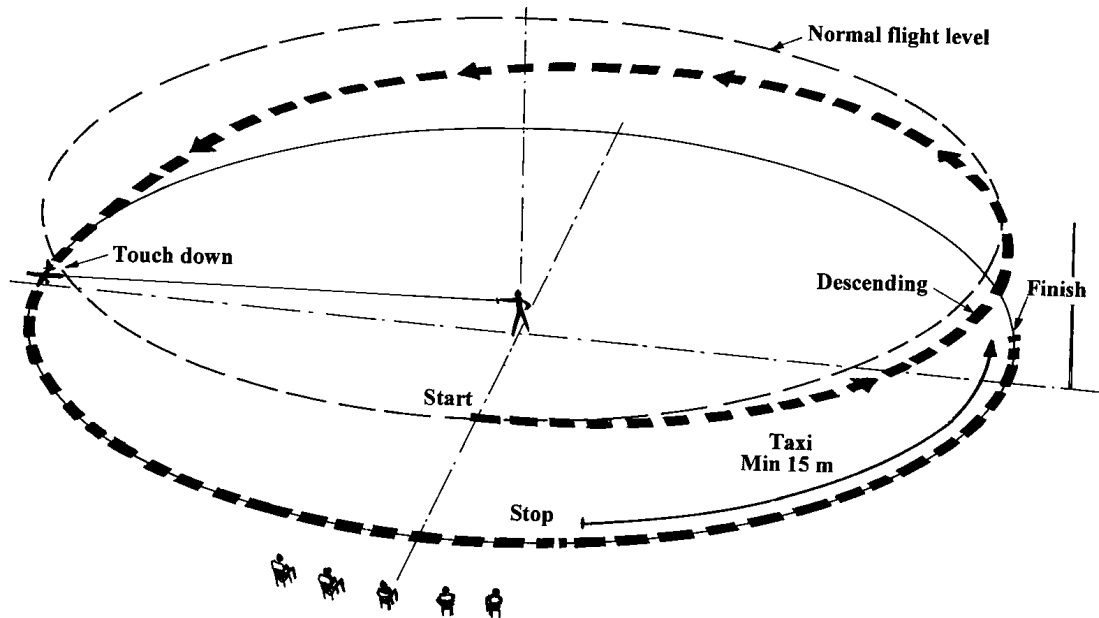 Normal flight level
Touch down
Descending
Finish
Start
Taxi
Min 15 m
Stop